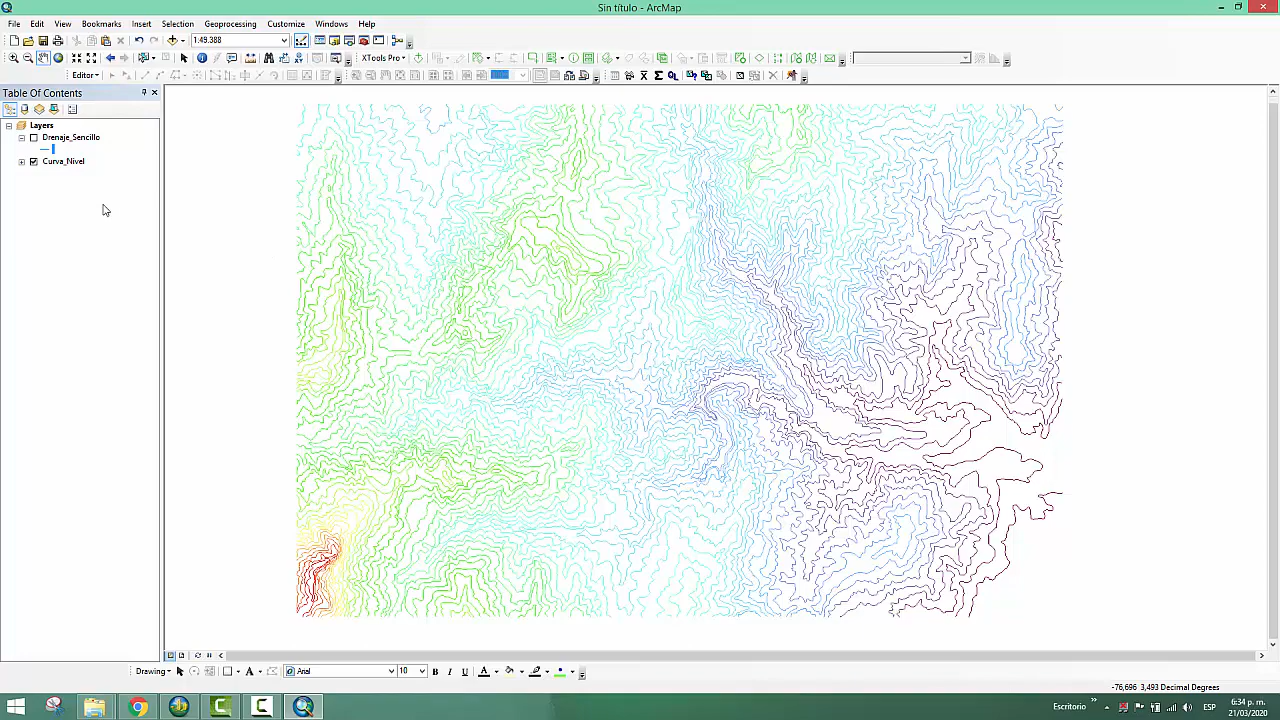 Sin título - ArcMap
File Edit View Bookmarks Insert Selection Geoprocessing Customize Windows Help
1:49.388
XTools Pro
Editor
Table Of Contents
Layers
Drenaje_Sencillo
Curva_Nivel
Drawing Arial 10 B I U A
-76,696 3,493 Decimal Degrees
Escritorio ESP 6:34 p. m.
21/03/2020